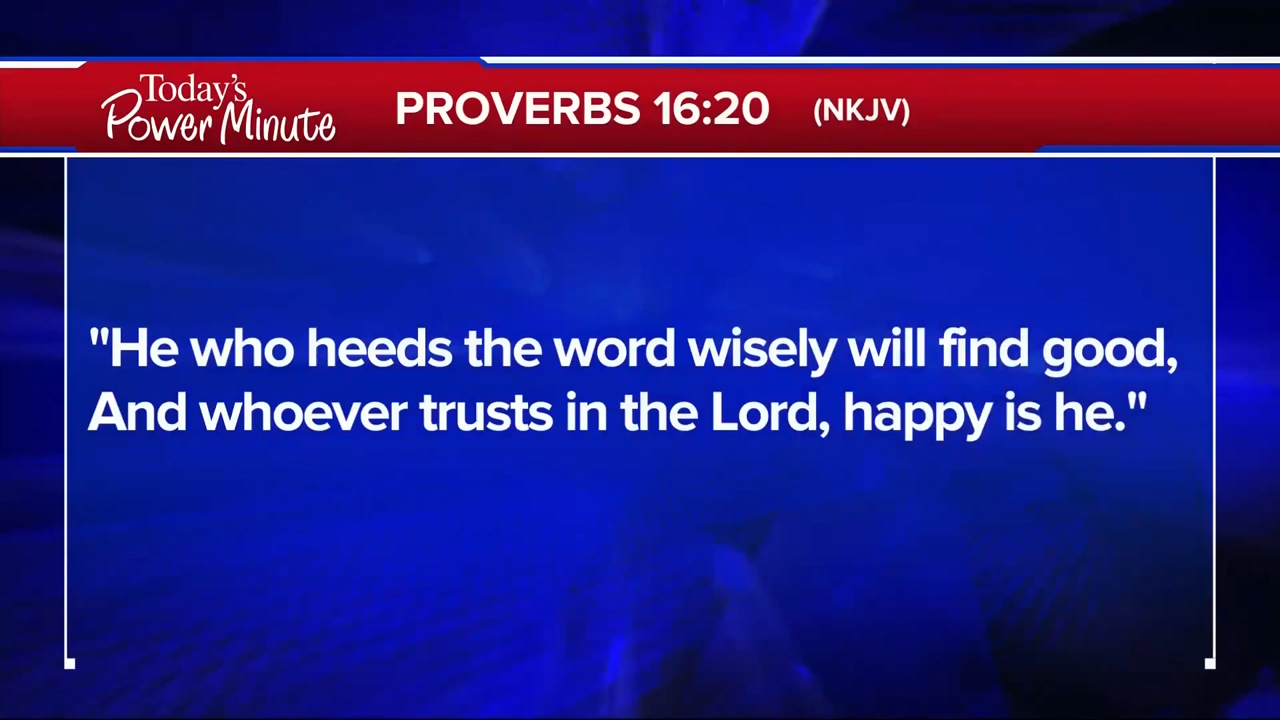 Today's
Power Minute
PROVERBS 16:20 (NKJV)
"He who heeds the word wisely will find good,
And whoever trusts in the Lord, happy is he."